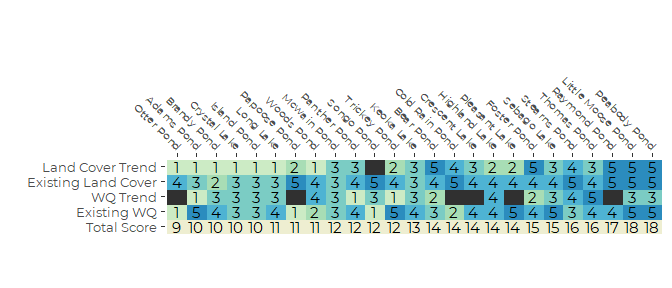 Otter Pond
Adams Pond
Brandy Pond
Crystal Lake
Island Pond
Long Lake
Papoose Pond
Woods Pond
McWain Pond
Panther Pond
Songo Pond
Trickey Pond
Keoka Lake
Bear Pond
Cold Rain Pond
Crescent Lake
Highland Lake
Pleasant Lake
Foster Pond
Sebago Lake
Stearns Pond
Thomas Pond
Raymond Pond
Little Moose Pond
Peabody Pond
Land Cover Trend 1 1 1 1 1 1 2 1 3 3 2 3 5 4 3 2 2 5 3 4 3 5 5 5
Existing Land Cover 4 3 2 3 3 3 5 4 3 4 5 4 3 4 5 4 4 4 4 4 5 4 5 5 5
WQ Trend 1 3 3 3 3 4 3 1 3 1 3 2 4 2 3 4 5 3 3
Existing WQ 1 5 4 3 3 4 1 2 3 4 1 5 4 3 2 4 4 5 4 5 3 4 4 5 5
Total Score 9 10 10 10 10 11 11 11 12 12 12 12 13 14 14 14 14 14 15 15 16 16 17 18 18